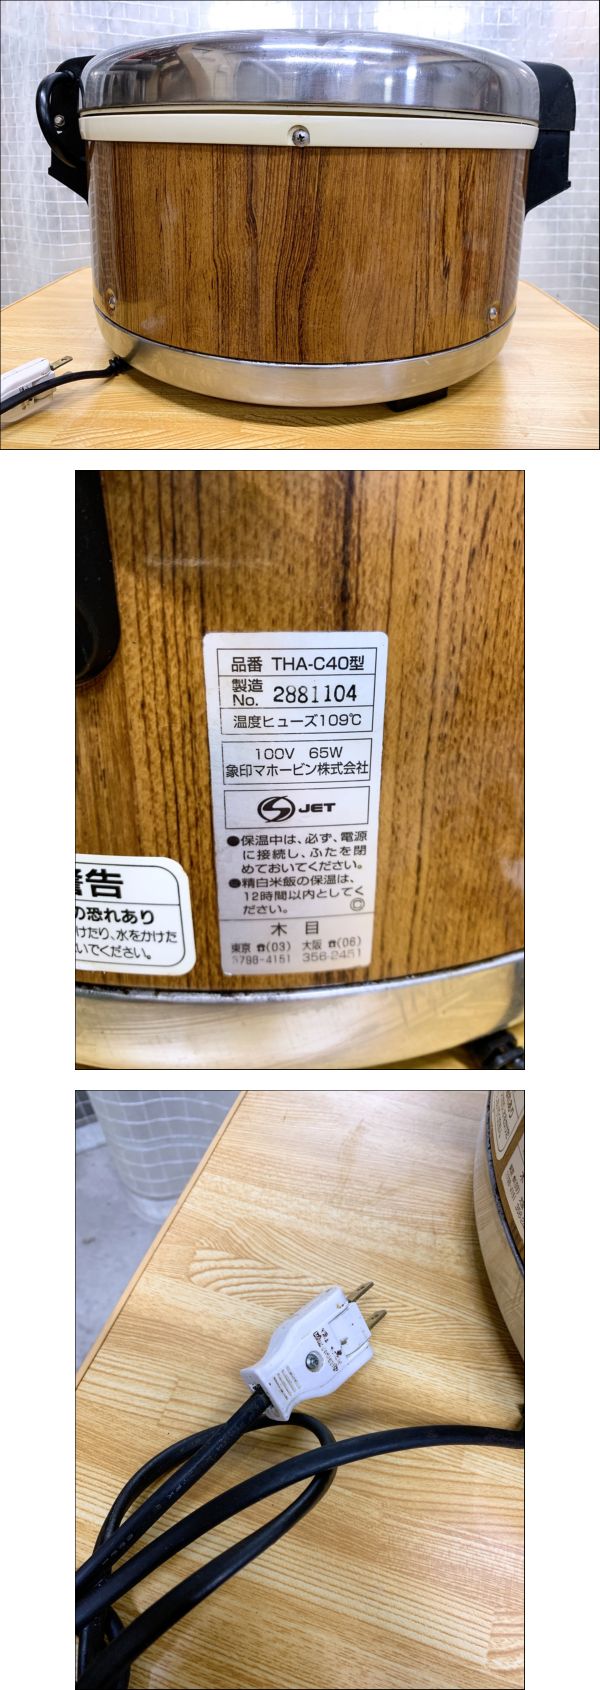 品番 THA-C40型
製造
No. 2881104
温度ヒューズ109℃
100V 65W
象印マホービン株式会社
JET
●保温中は、必ず、電源
に接続し、ふたを閉
めておいてください。
●精白米飯の保温は、
12時間以内としてく
ださい。 Ⓒ
木目
東京 ☎(03) 大阪 ☎(06)
3798-4151 356-2451
警告
の恐れあり
けたり、水をかけた
いでください。